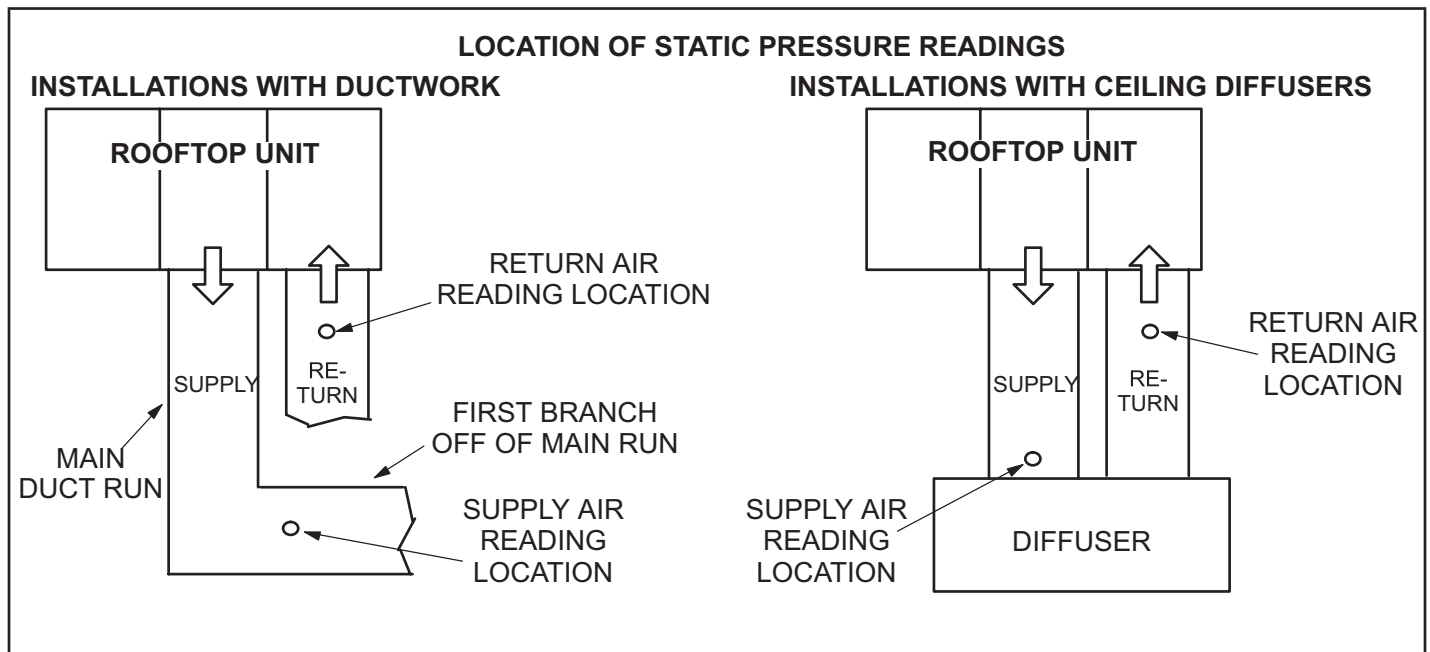 LOCATION OF STATIC PRESSURE READINGS
INSTALLATIONS WITH DUCTWORK
ROOFTOP UNIT
RETURN AIR
READING LOCATION
SUPPLY
RE-
TURN
FIRST BRANCH
OFF OF MAIN RUN
MAIN
DUCT RUN
SUPPLY AIR
READING
LOCATION
INSTALLATIONS WITH CEILING DIFFUSERS
ROOFTOP UNIT
RETURN AIR
READING
LOCATION
SUPPLY
RE-
TURN
SUPPLY AIR
READING
LOCATION
DIFFUSER